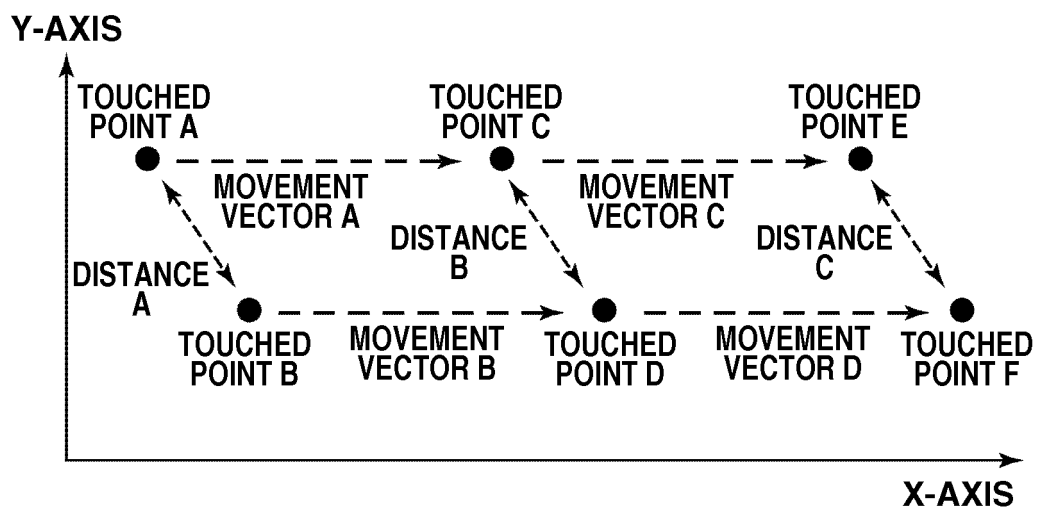 Y-AXIS
TOUCHED
POINT A
TOUCHED
POINT C
TOUCHED
POINT E
MOVEMENT
VECTOR A
MOVEMENT
VECTOR C
DISTANCE
A
DISTANCE
B
DISTANCE
C
TOUCHED
POINT B
MOVEMENT
VECTOR B
TOUCHED
POINT D
MOVEMENT
VECTOR D
TOUCHED
POINT F
X-AXIS